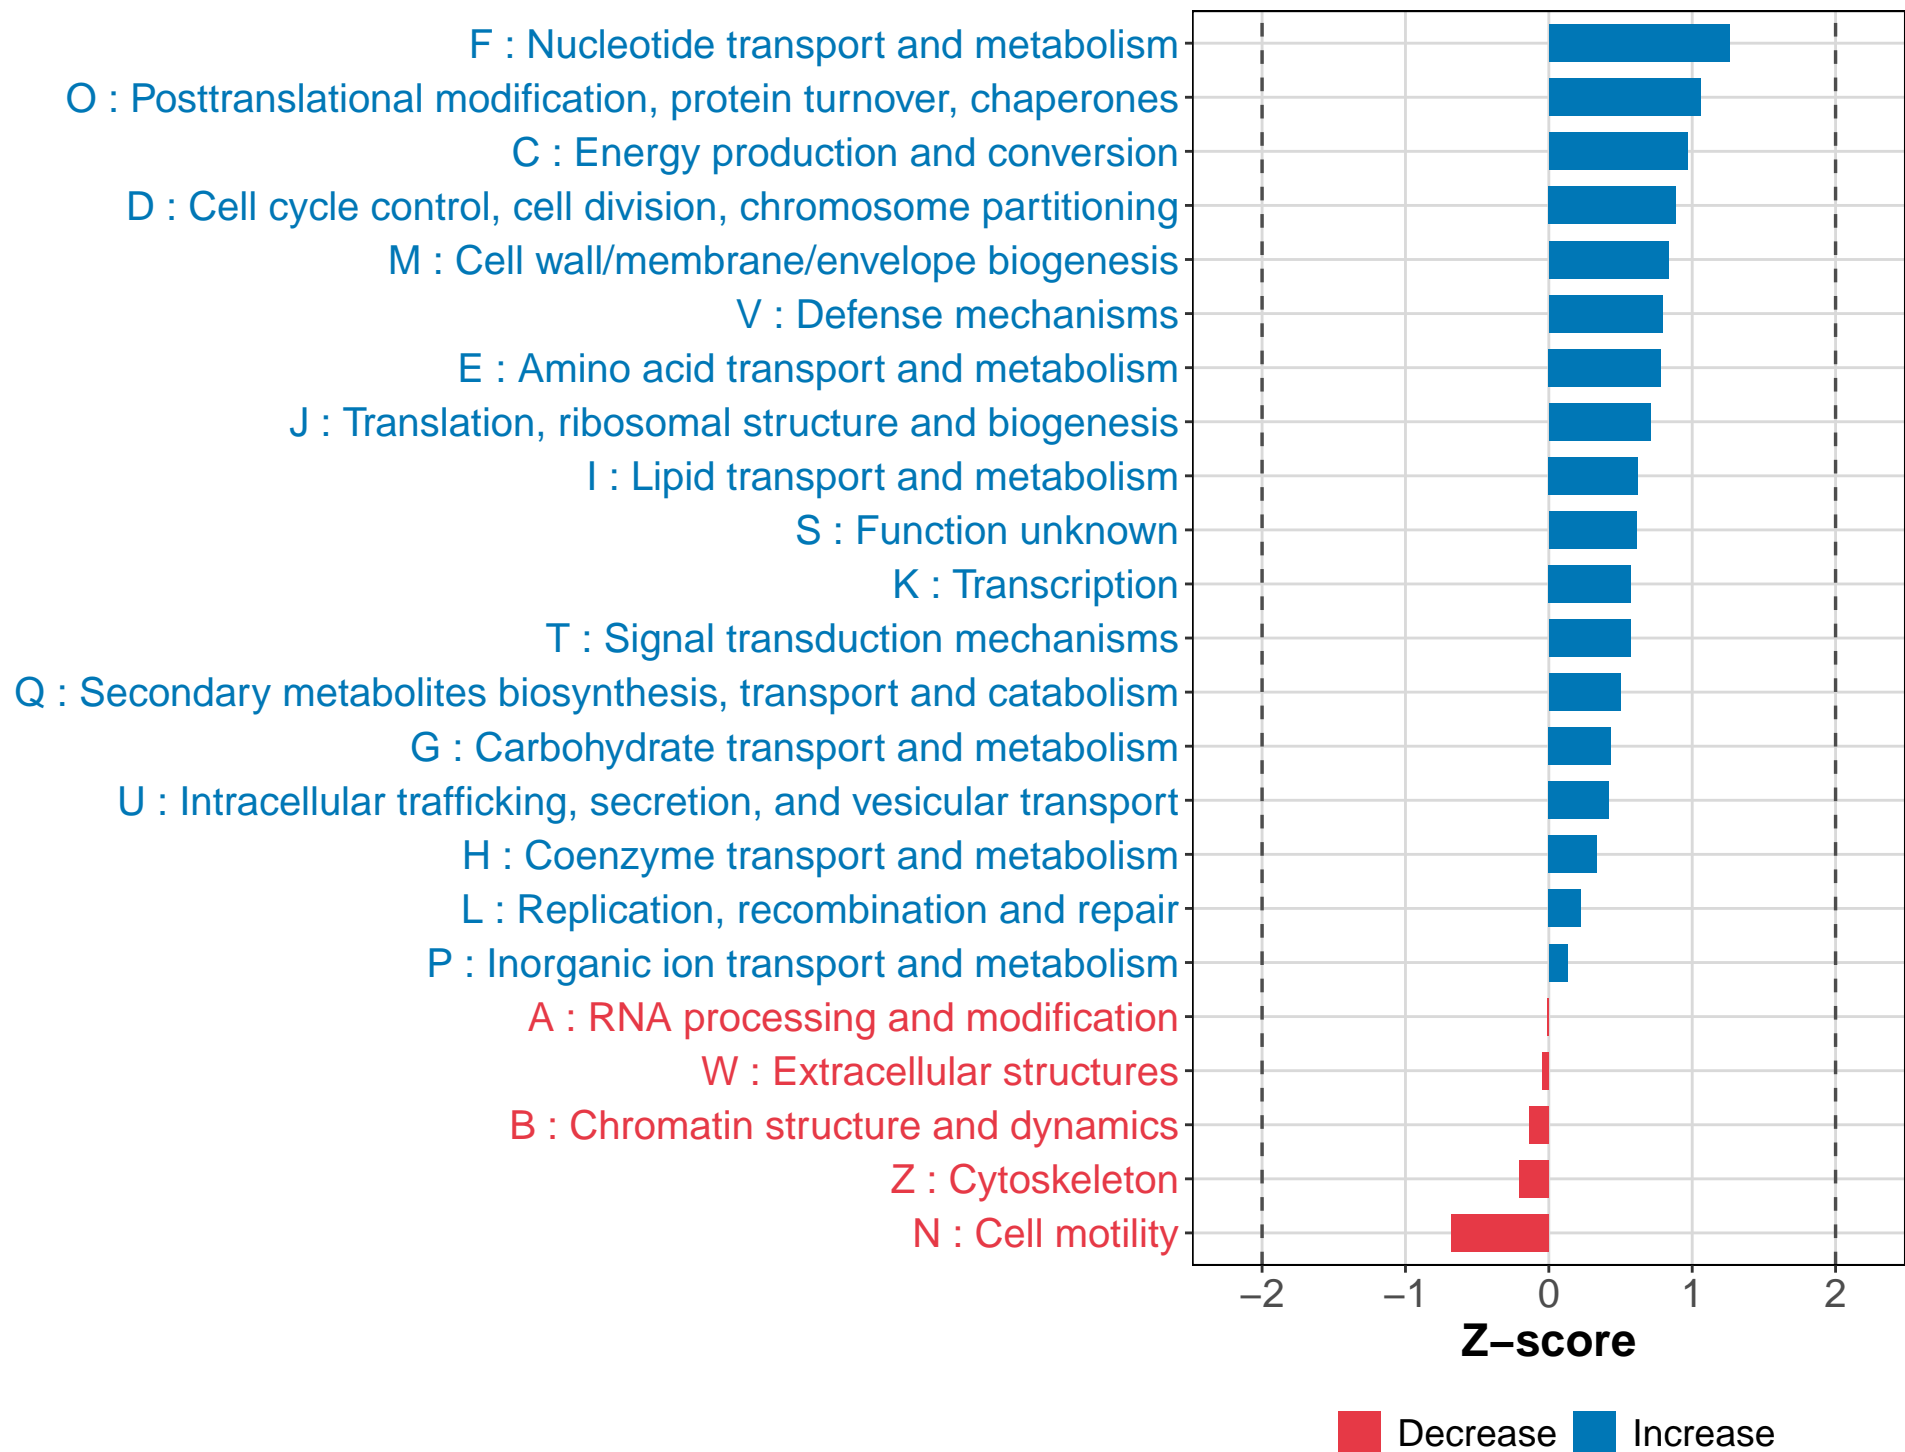 F : Nucleotide transport and metabolism
O : Posttranslational modification, protein turnover, chaperones
C : Energy production and conversion
D : Cell cycle control, cell division, chromosome partitioning
M : Cell wall/membrane/envelope biogenesis
V : Defense mechanisms
E : Amino acid transport and metabolism
J : Translation, ribosomal structure and biogenesis
I : Lipid transport and metabolism
S : Function unknown
K : Transcription
T : Signal transduction mechanisms
Q : Secondary metabolites biosynthesis, transport and catabolism
G : Carbohydrate transport and metabolism
U : Intracellular trafficking, secretion, and vesicular transport
H : Coenzyme transport and metabolism
L : Replication, recombination and repair
P : Inorganic ion transport and metabolism
A : RNA processing and modification
W : Extracellular structures
B : Chromatin structure and dynamics
Z : Cytoskeleton
N : Cell motility
−2 −1 0 1 2
Z−score
Decrease Increase